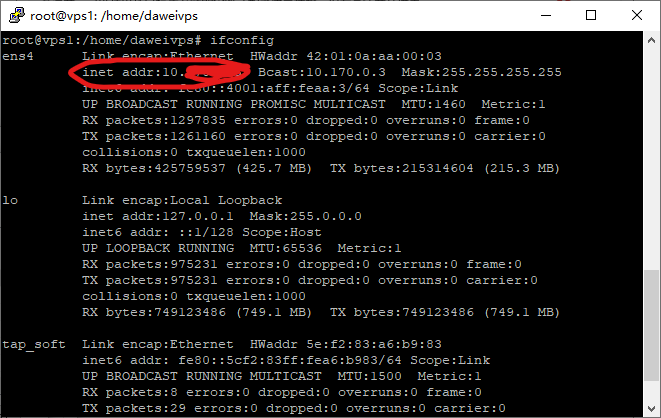 root@vps1: /home/daweivps
root@vps1:/home/daweivps# ifconfig
ens4 Link encap:Ethernet HWaddr 42:01:0a:aa:00:03
inet addr:10. Bcast:10.170.0.3 Mask:255.255.255.255
inet6 addr: fe80::4001:aff:feaa:3/64 Scope:Link
UP BROADCAST RUNNING PROMISC MULTICAST MTU:1460 Metric:1
RX packets:1297835 errors:0 dropped:0 overruns:0 frame:0
TX packets:1261160 errors:0 dropped:0 overruns:0 carrier:0
collisions:0 txqueuelen:1000
RX bytes:425759537 (425.7 MB) TX bytes:215314604 (215.3 MB)
lo Link encap:Local Loopback
inet addr:127.0.0.1 Mask:255.0.0.0
inet6 addr: ::1/128 Scope:Host
UP LOOPBACK RUNNING MTU:65536 Metric:1
RX packets:975231 errors:0 dropped:0 overruns:0 frame:0
TX packets:975231 errors:0 dropped:0 overruns:0 carrier:0
collisions:0 txqueuelen:1000
RX bytes:749123486 (749.1 MB) TX bytes:749123486 (749.1 MB)
tap_soft Link encap:Ethernet HWaddr 5e:f2:83:a6:b9:83
inet6 addr: fe80::5cf2:83ff:fea6:b983/64 Scope:Link
UP BROADCAST RUNNING MULTICAST MTU:1500 Metric:1
RX packets:8 errors:0 dropped:0 overruns:0 frame:0
TX packets:29 errors:0 dropped:0 overruns:0 carrier:0